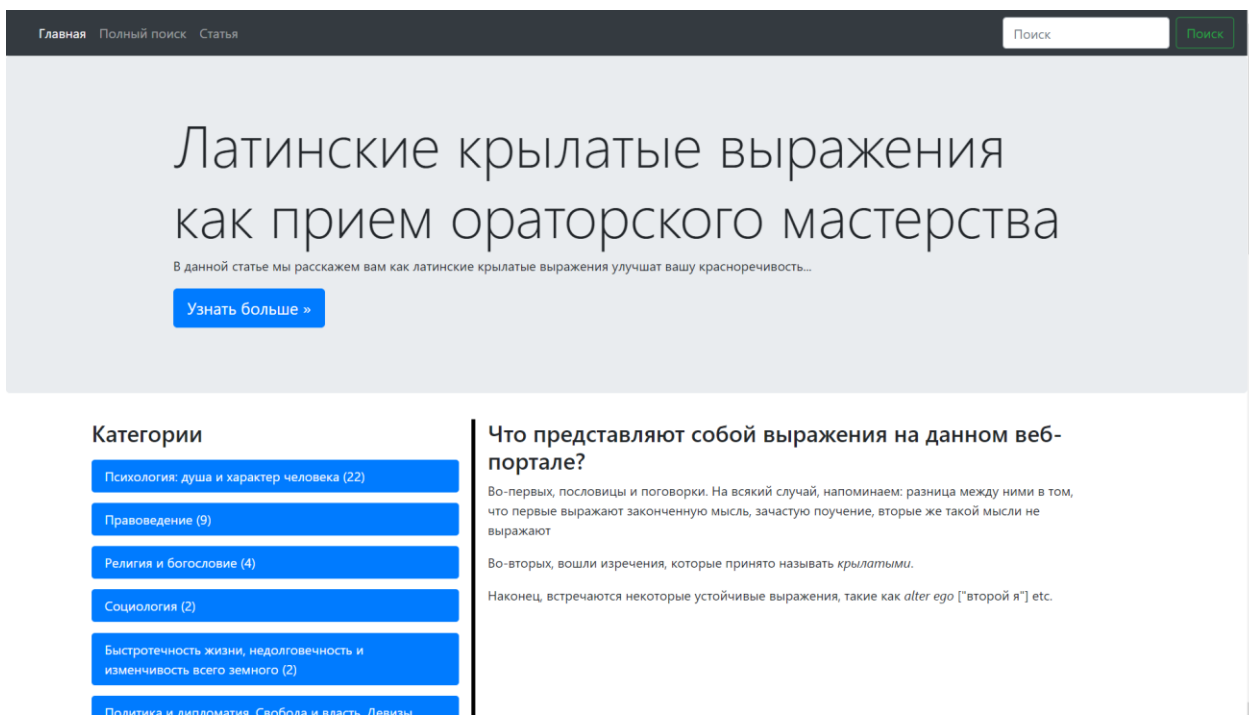 Главная Полный поиск Статья Поиск Поиск
Латинские крылатые выражения
как прием ораторского мастерства
В данной статье мы расскажем вам как латинские крылатые выражения улучшат вашу красноречивость...
Узнать больше »
Категории
Психология: душа и характер человека (22)
Правоведение (9)
Религия и богословие (4)
Социология (2)
Быстротечность жизни, недолговечность и
изменчивость всего земного (2)
Политика и дипломатия. Свобода и власть. Девизы
Что представляют собой выражения на данном веб-
портале?
Во-первых, пословицы и поговорки. На всякий случай, напоминаем: разница между ними в том,
что первые выражают законченную мысль, зачастую поучение, вторые же такой мысли не
выражают
Во-вторых, вошли изречения, которые принято называть крылатыми.
Наконец, встречаются некоторые устойчивые выражения, такие как alter ego ["второй я"] etc.